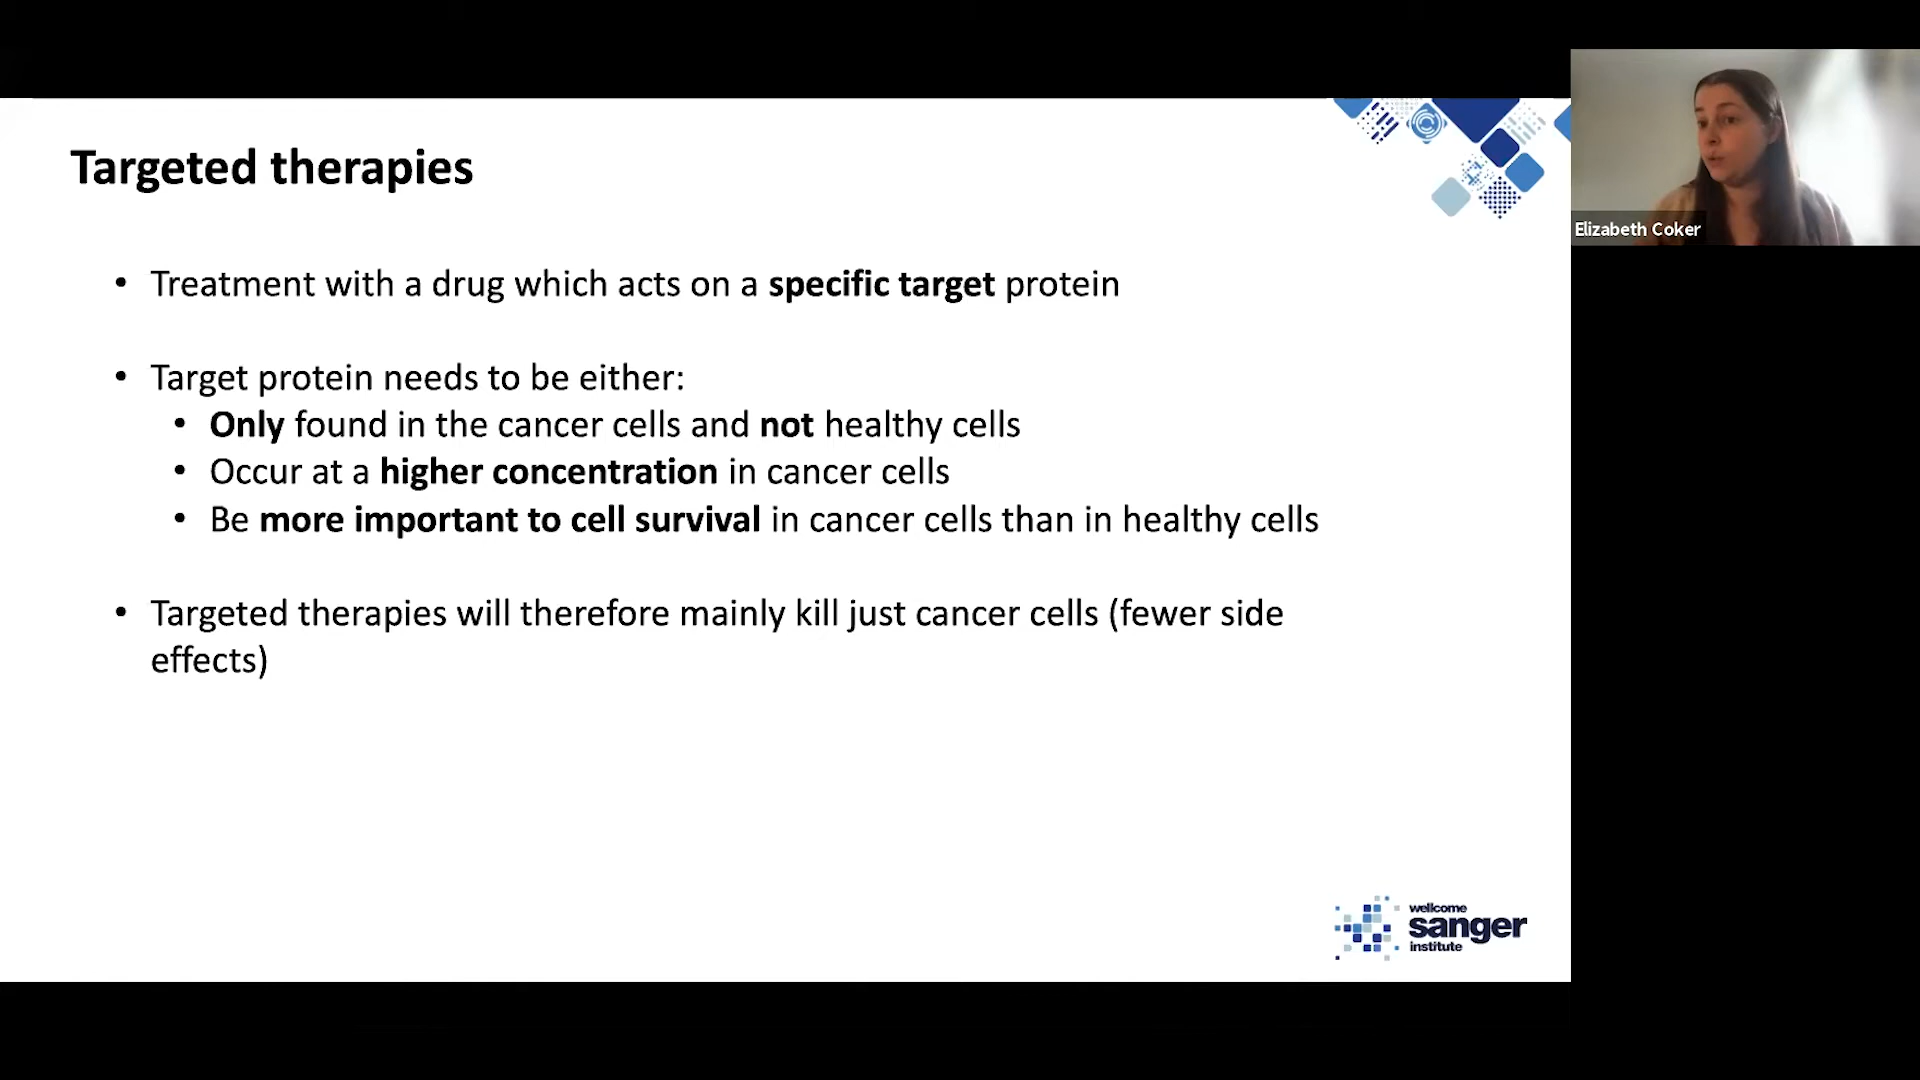 Targeted therapies
• Treatment with a drug which acts on a specific target protein
• Target protein needs to be either:
• Only found in the cancer cells and not healthy cells
• Occur at a higher concentration in cancer cells
• Be more important to cell survival in cancer cells than in healthy cells
• Targeted therapies will therefore mainly kill just cancer cells (fewer side
effects)
wellcome
sanger
institute
Elizabeth Coker